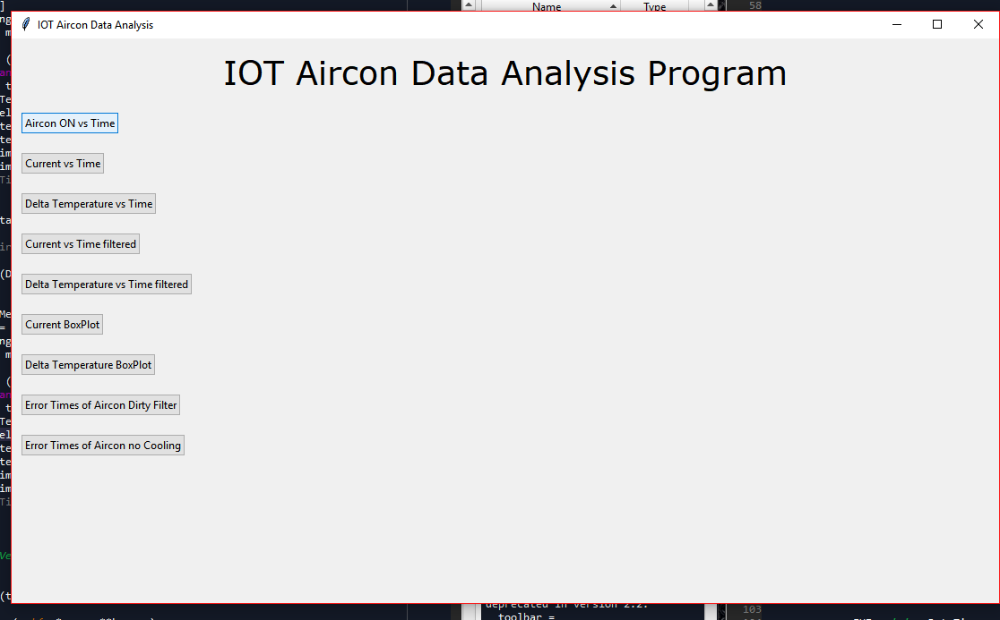 Name Type 58
IOT Aircon Data Analysis
IOT Aircon Data Analysis Program
Aircon ON vs Time
Current vs Time
Delta Temperature vs Time
Current vs Time filtered
Delta Temperature vs Time filtered
Current BoxPlot
Delta Temperature BoxPlot
Error Times of Aircon Dirty Filter
Error Times of Aircon no Cooling
deprecated in version 2.2.
103
toolbar =